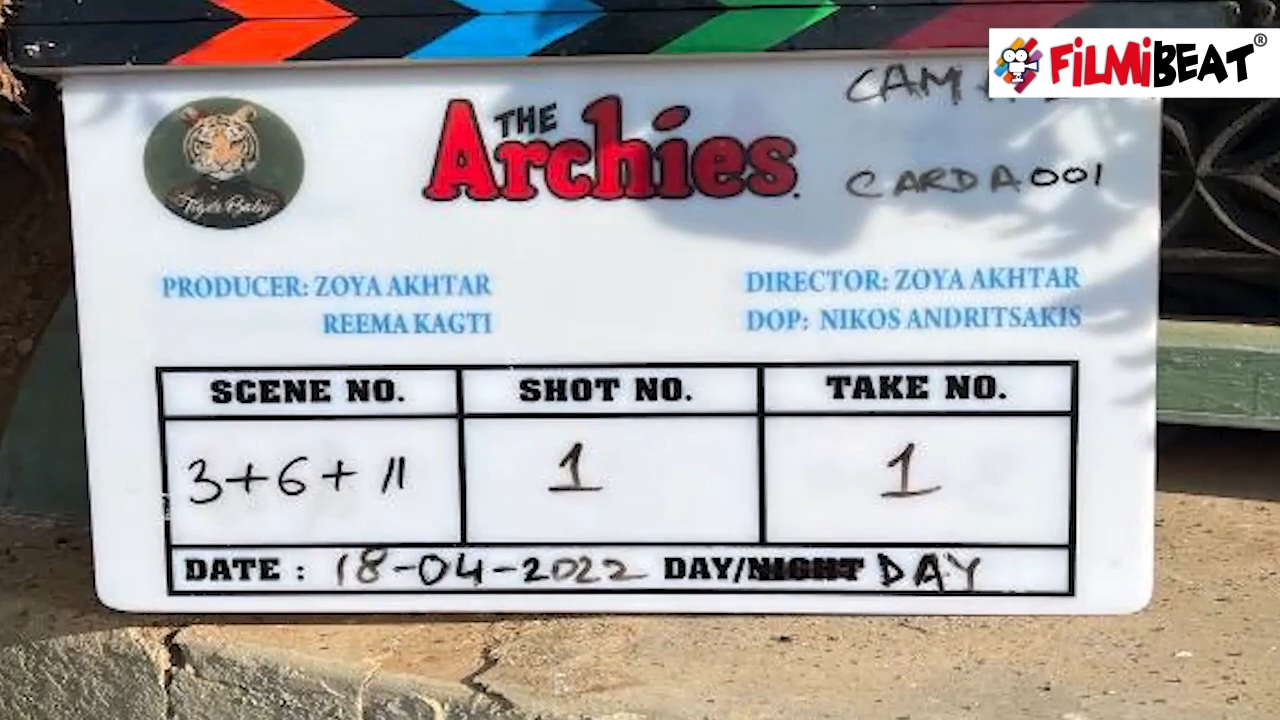 FiLMiBEAT®
CAM
THE
Archies.
CARD A001
Tiger Baby
PRODUCER: ZOYA AKHTAR
REEMA KAGTI
DIRECTOR: ZOYA AKHTAR
DOP: NIKOS ANDRITSAKIS
SCENE NO. SHOT NO. TAKE NO.
3+6+11 1 1
DATE : 18-04-2022 DAY/NIGHT DAY